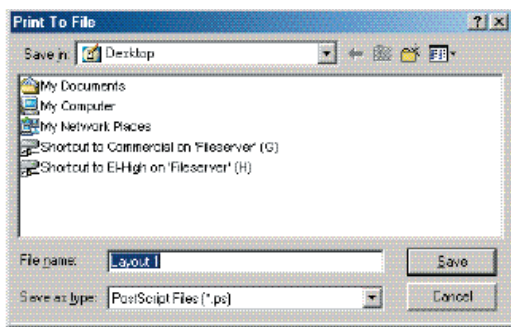 Print To File
Save in: Desktop
My Documents
My Computer
My Network Places
Shortcut to Commercial on 'Fileserver' (G)
Shortcut to El-High on 'Fileserver' (H)
File name: Layout 1 Save
Save as type: PostScript Files (*.ps) Cancel